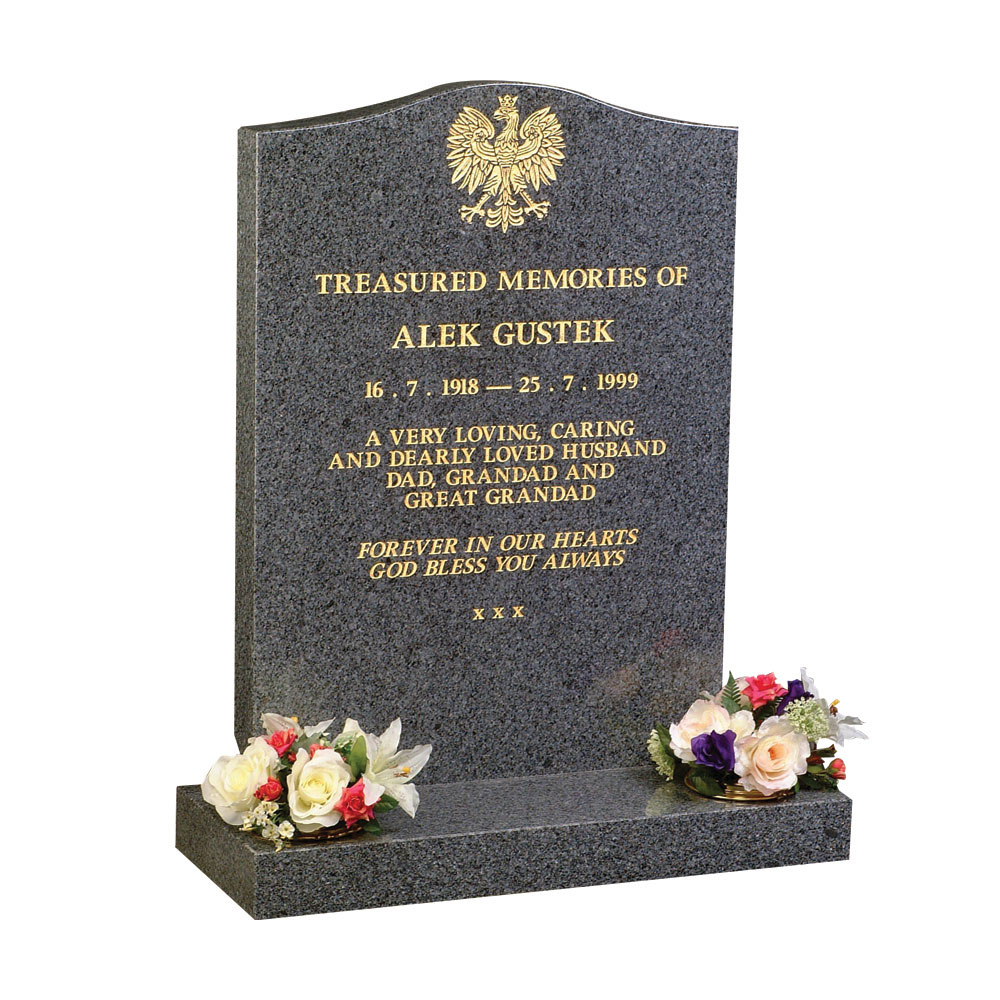 TREASURED MEMORIES OF
ALEK GUSTEK
16 . 7 . 1918 — 25 . 7 . 1999
A VERY LOVING, CARING
AND DEARLY LOVED HUSBAND
DAD, GRANDAD AND
GREAT GRANDAD
FOREVER IN OUR HEARTS
GOD BLESS YOU ALWAYS
X X X